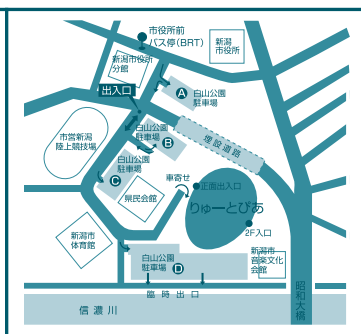 市役所前
バス停(BRT)
新潟
市役所
新潟市役所
分館
出入口
A
白山公園
駐車場
市営新潟
陸上競技場
白山公園
駐車場
B
埋設道路
白山公園
駐車場
C
車寄せ
正面出入口
県民会館
りゅーとぴあ
2F入口
新潟市
体育館
白山公園
駐車場
D
新潟市
音楽文化
会館
臨時出口
昭和大橋
信濃川